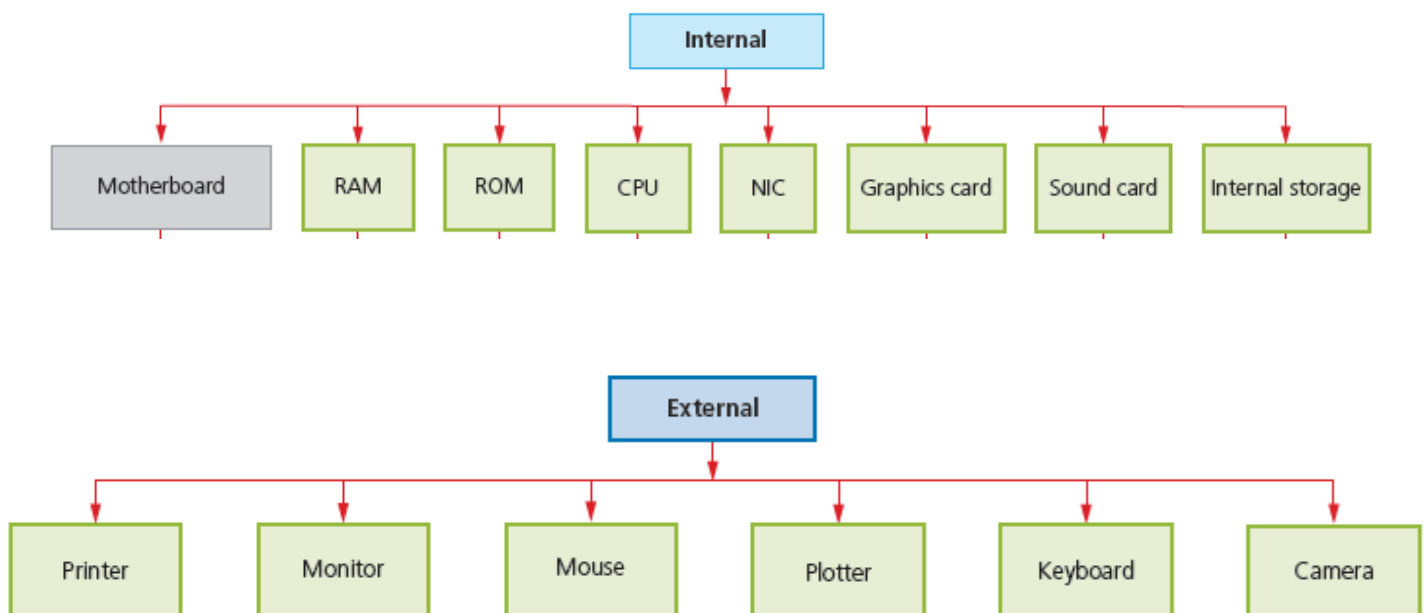 Internal
Motherboard
RAM
ROM
CPU
NIC
Graphics card
Sound card
Internal storage
External
Printer
Monitor
Mouse
Plotter
Keyboard
Camera